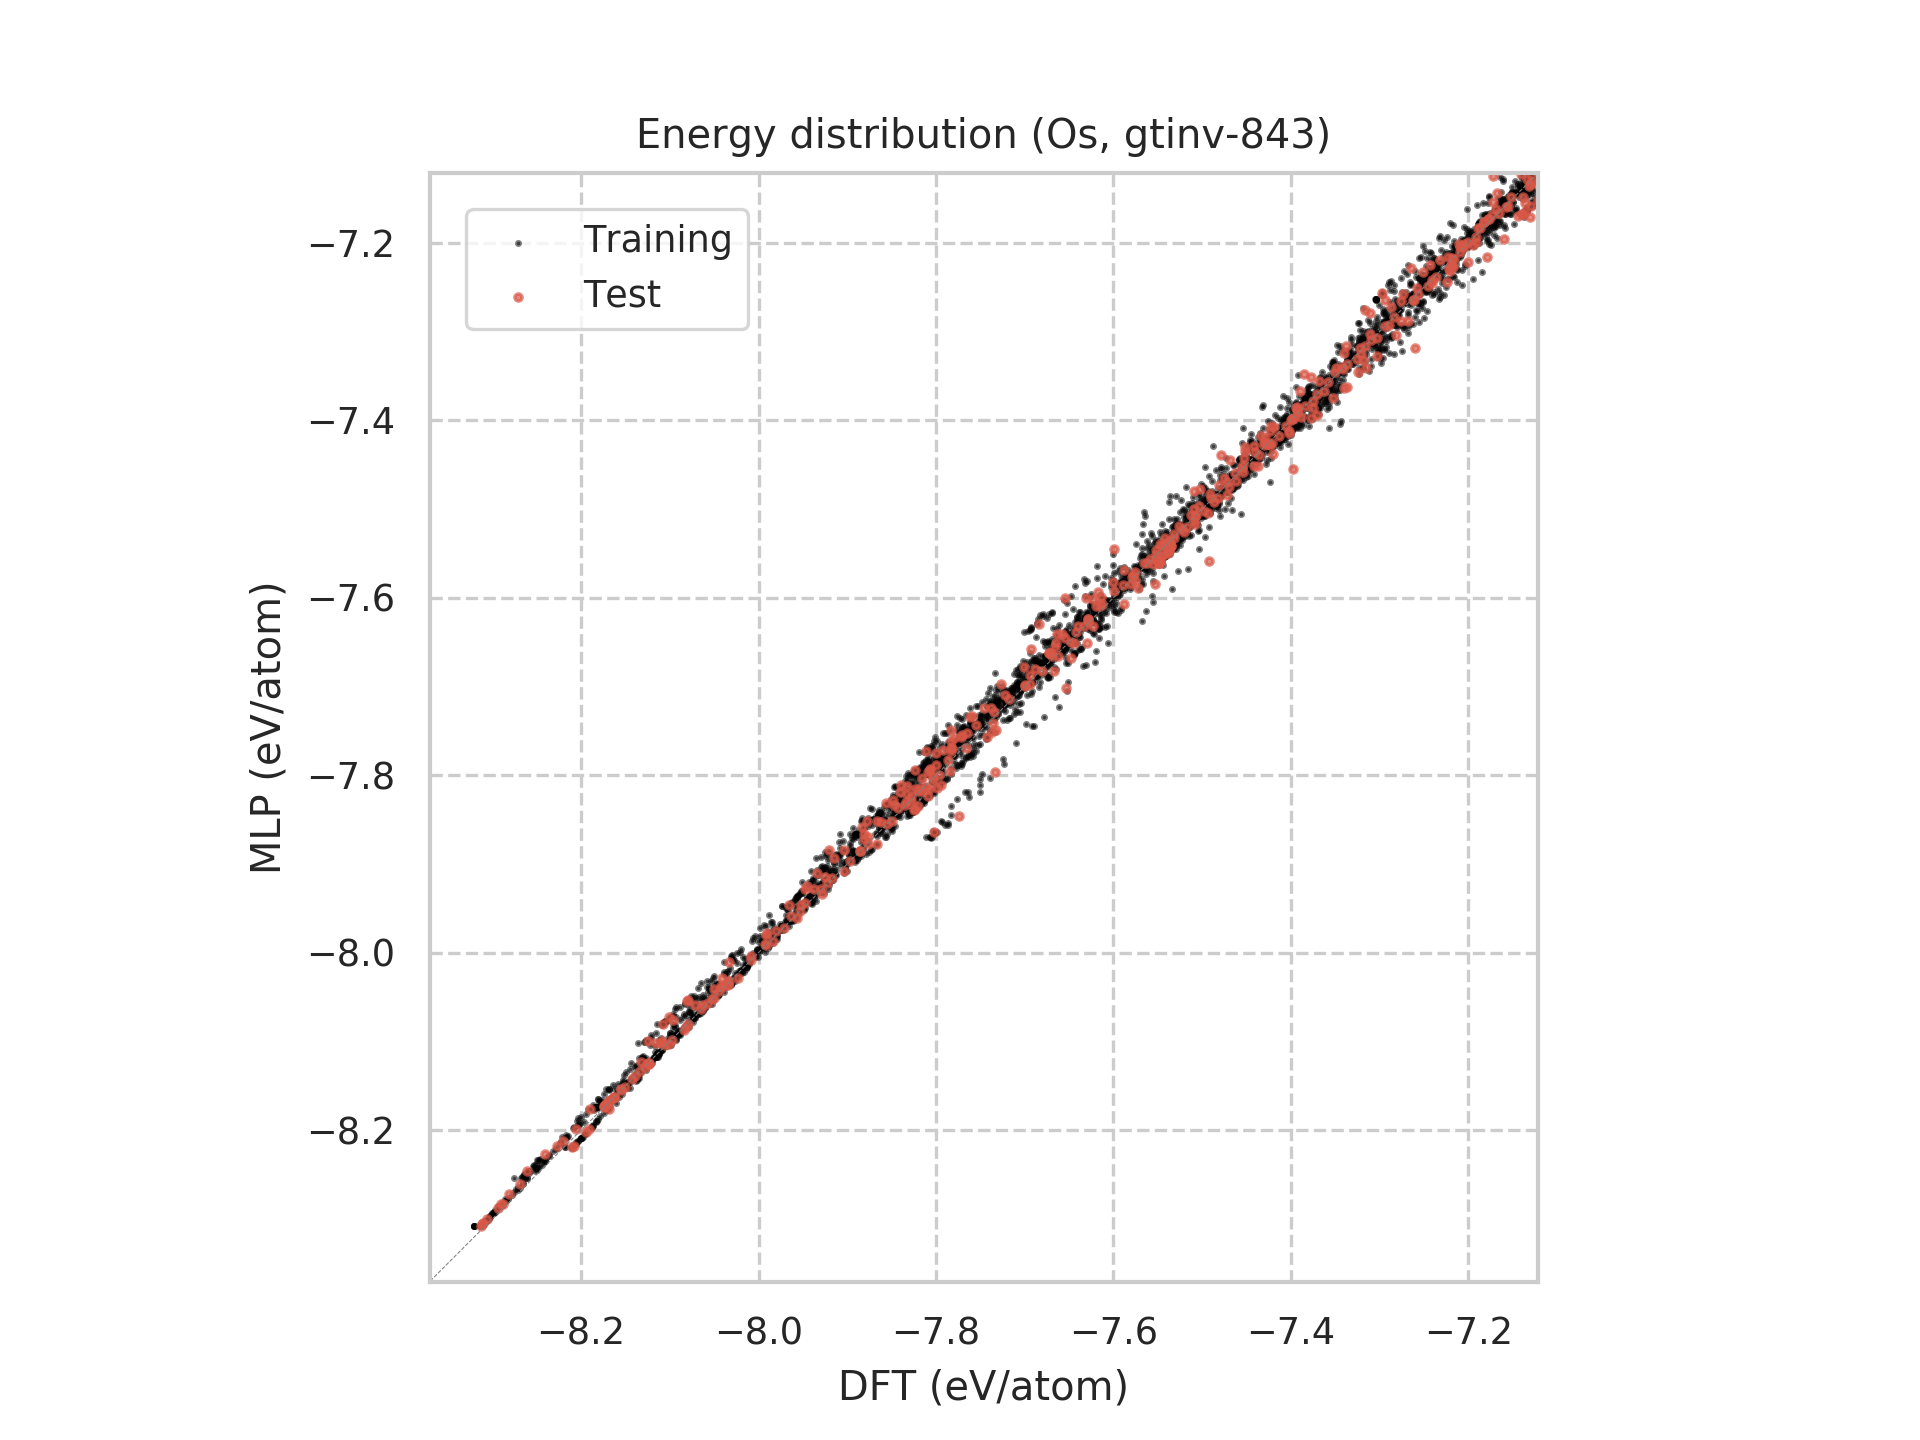 Energy distribution (Os, gtinv-843)
Training
Test
−7.2
−7.4
−7.6
−7.8
−8.0
−8.2
MLP (eV/atom)
−8.2 −8.0 −7.8 −7.6 −7.4 −7.2
DFT (eV/atom)